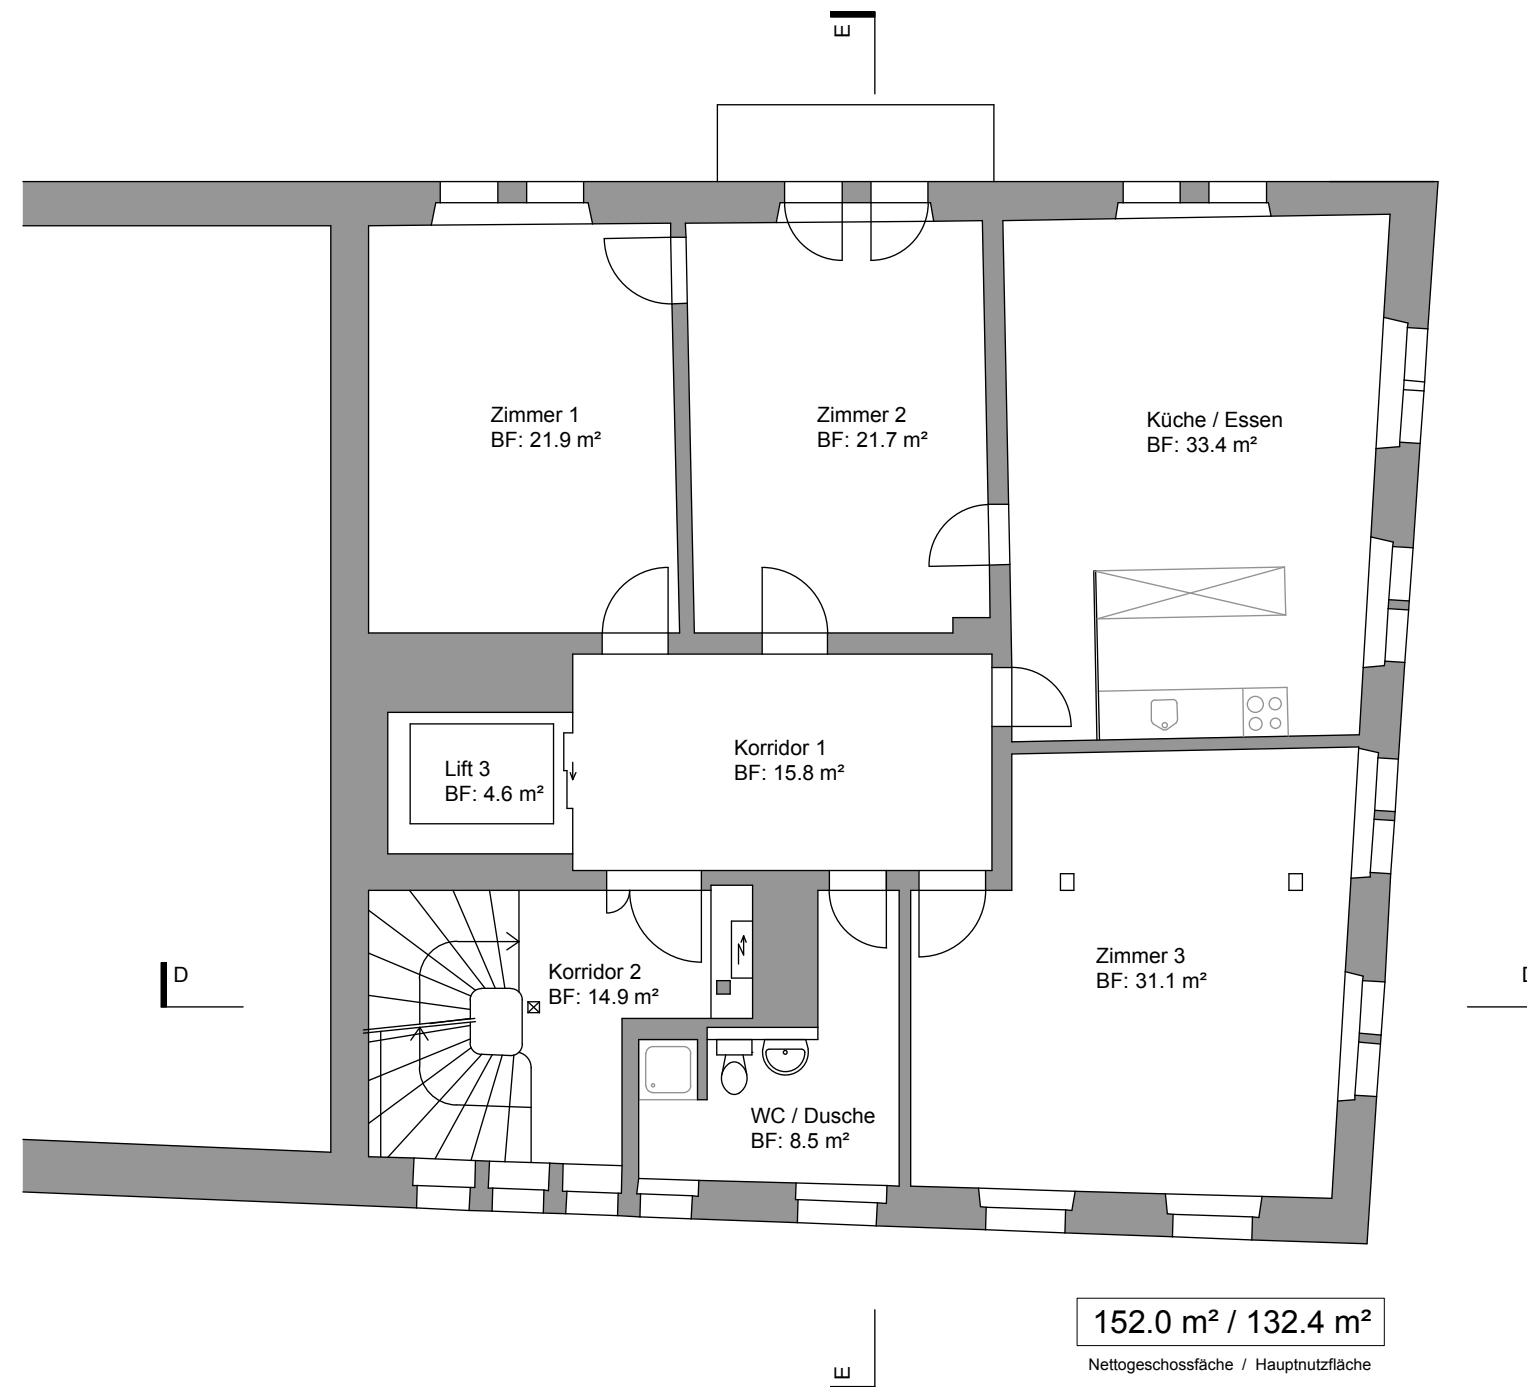 E
Zimmer 1
BF: 21.9 m²
Zimmer 2
BF: 21.7 m²
Küche / Essen
BF: 33.4 m²
Korridor 1
BF: 15.8 m²
Lift 3
BF: 4.6 m²
Zimmer 3
BF: 31.1 m²
D
Korridor 2
BF: 14.9 m²
D
WC / Dusche
BF: 8.5 m²
152.0 m² / 132.4 m²
Nettogeschossfäche / Hauptnutzfläche
E